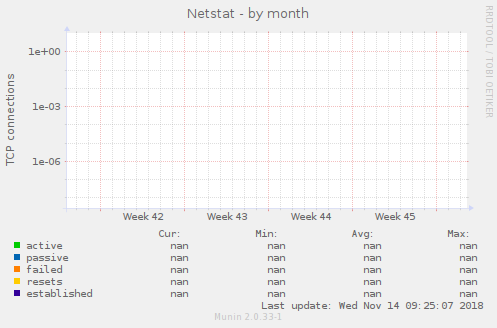 Netstat - by month
RRDTOOL / TOBI OETIKER
TCP connections
1e+00
1e-03
1e-06
Week 42 Week 43 Week 44 Week 45
Cur: Min: Avg: Max:
active nan nan nan nan
passive nan nan nan nan
failed nan nan nan nan
resets nan nan nan nan
established nan nan nan nan
Last update: Wed Nov 14 09:25:07 2018
Munin 2.0.33-1